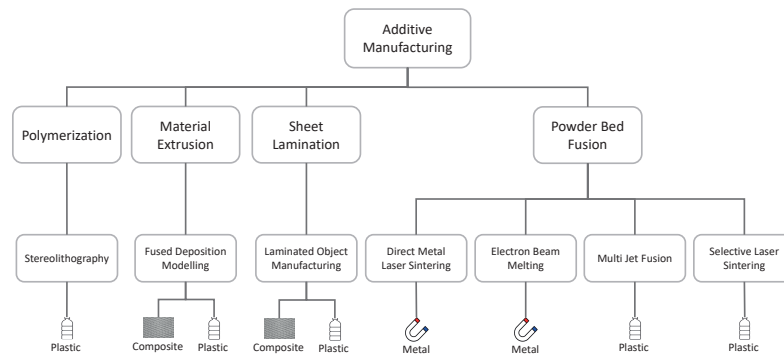 Additive
Manufacturing
Polymerization
Material
Extrusion
Sheet
Lamination
Powder Bed
Fusion
Stereolithography
Fused Deposition
Modelling
Laminated Object
Manufacturing
Direct Metal
Laser Sintering
Electron Beam
Melting
Multi Jet Fusion
Selective Laser
Sintering
Plastic
Composite
Plastic
Composite
Plastic
Metal
Metal
Plastic
Plastic